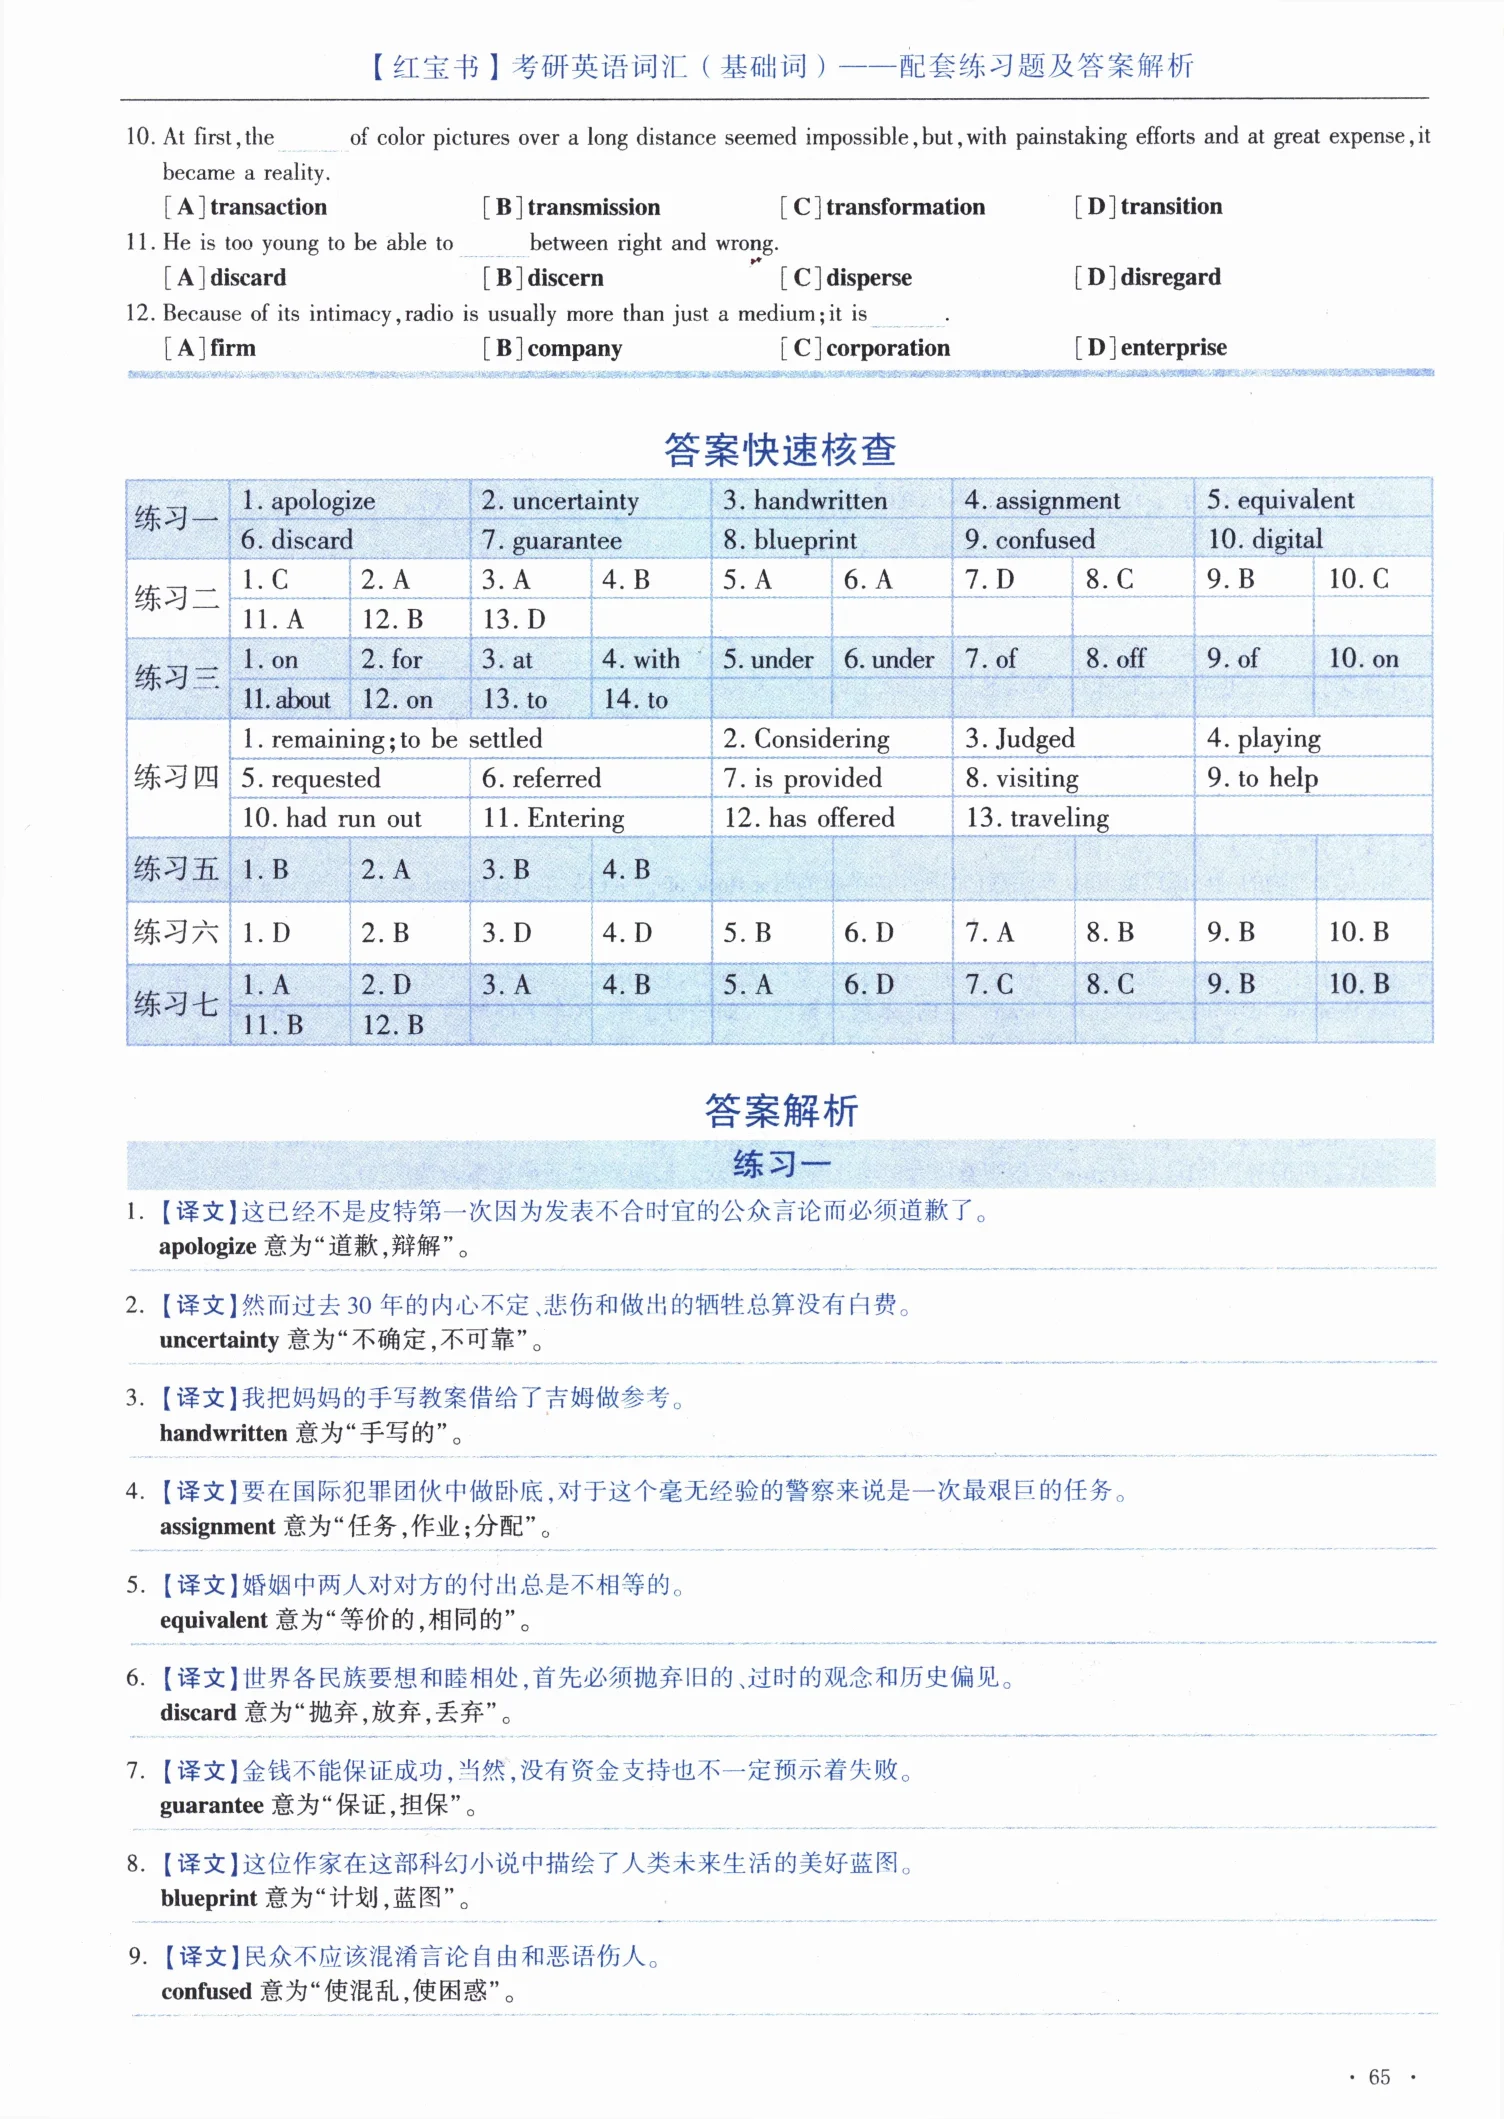 【红宝书】考研英语词汇(基础词)——配套练习题及答案解析
10. At first,the ______ of color pictures over a long distance seemed impossible,but,with painstaking efforts and at great expense,it
became a reality.
[A]transaction [B]transmission [C]transformation [D]transition
11. He is too young to be able to ______ between right and wrong.
[A]discard [B]discern [C]disperse [D]disregard
12. Because of its intimacy,radio is usually more than just a medium;it is ______.
[A]firm [B]company [C]corporation [D]enterprise
答案快速核查
练习一 1. apologize 2. uncertainty 3. handwritten 4. assignment 5. equivalent
6. discard 7. guarantee 8. blueprint 9. confused 10. digital
练习二 1. C 2. A 3. A 4. B 5. A 6. A 7. D 8. C 9. B 10. C
11. A 12. B 13. D
练习三 1. on 2. for 3. at 4. with 5. under 6. under 7. of 8. off 9. of 10. on
11. about 12. on 13. to 14. to
练习四 1. remaining;to be settled 2. Considering 3. Judged 4. playing
5. requested 6. referred 7. is provided 8. visiting 9. to help
10. had run out 11. Entering 12. has offered 13. traveling
练习五 1. B 2. A 3. B 4. B
练习六 1. D 2. B 3. D 4. D 5. B 6. D 7. A 8. B 9. B 10. B
练习七 1. A 2. D 3. A 4. B 5. A 6. D 7. C 8. C 9. B 10. B
11. B 12. B
答案解析
练习一
1. 【译文】这已经不是皮特第一次因为发表不合时宜的公众言论而必须道歉了。
apologize 意为“道歉,辩解”。
2. 【译文】然而过去 30 年的内心不定、悲伤和做出的牺牲总算没有白费。
uncertainty 意为“不确定,不可靠”。
3. 【译文】我把妈妈的手写教案借给了吉姆做参考。
handwritten 意为“手写的”。
4. 【译文】要在国际犯罪团伙中做卧底,对于这个毫无经验的警察来说是一次最艰巨的任务。
assignment 意为“任务,作业;分配”。
5. 【译文】婚姻中两人对对方的付出总是不相等的。
equivalent 意为“等价的,相同的”。
6. 【译文】世界各民族要想和睦相处,首先必须抛弃旧的、过时的观念和历史偏见。
discard 意为“抛弃,放弃,丢弃”。
7. 【译文】金钱不能保证成功,当然,没有资金支持也不一定预示着失败。
guarantee 意为“保证,担保”。
8. 【译文】这位作家在这部科幻小说中描绘了人类未来生活的美好蓝图。
blueprint 意为“计划,蓝图”。
9. 【译文】民众不应该混淆言论自由和恶语伤人。
confused 意为“使混乱,使困惑”。
· 65 ·